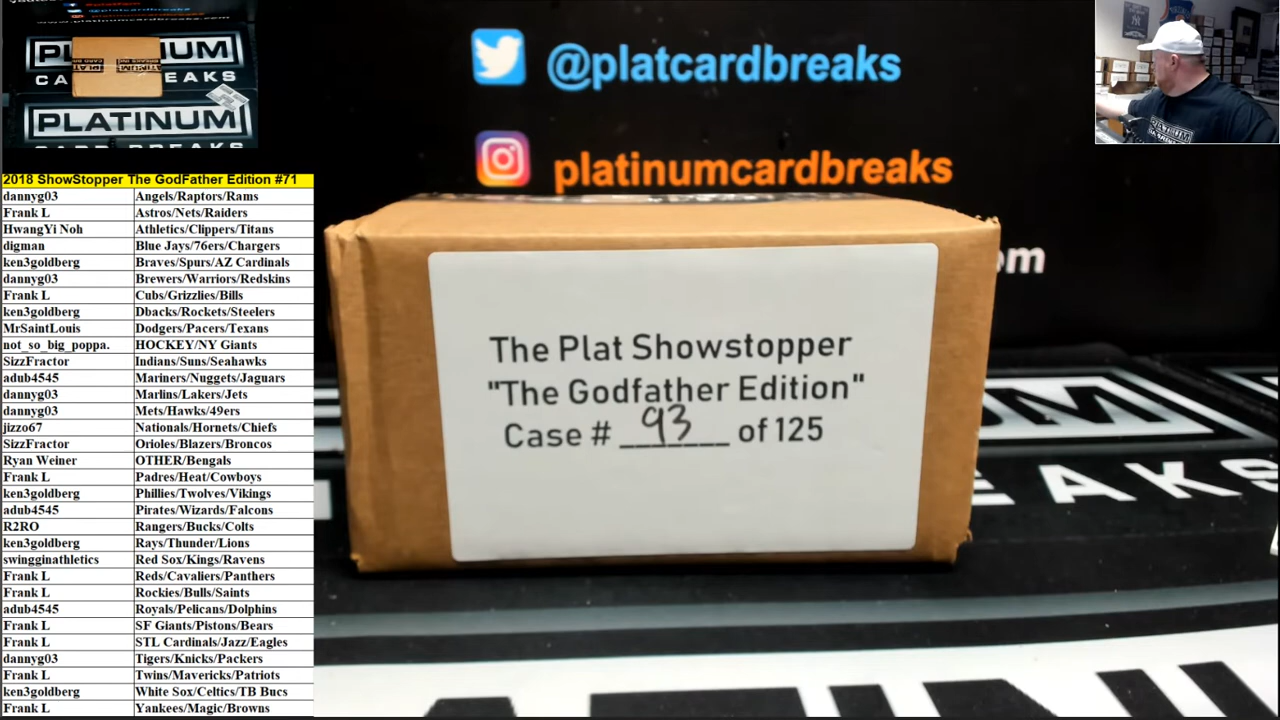 www.platinumcardbreaks.com
PLATINUM
PLATINUM
@platcardbreaks
platinumcardbreaks
2018 ShowStopper The GodFather Edition #71
dannyg03 Angels/Raptors/Rams
Frank L Astros/Nets/Raiders
HwangYi Noh Athletics/Clippers/Titans
digman Blue Jays/76ers/Chargers
ken3goldberg Braves/Spurs/AZ Cardinals
dannyg03 Brewers/Warriors/Redskins
Frank L Cubs/Grizzlies/Bills
ken3goldberg Dbacks/Rockets/Steelers
MrSaintLouis Dodgers/Pacers/Texans
not_so_big_poppa. HOCKEY/NY Giants
SizzFractor Indians/Suns/Seahawks
adub4545 Mariners/Nuggets/Jaguars
dannyg03 Marlins/Lakers/Jets
dannyg03 Mets/Hawks/49ers
jizzo67 Nationals/Hornets/Chiefs
SizzFractor Orioles/Blazers/Broncos
Ryan Weiner OTHER/Bengals
Frank L Padres/Heat/Cowboys
ken3goldberg Phillies/Twolves/Vikings
adub4545 Pirates/Wizards/Falcons
R2RO Rangers/Bucks/Colts
ken3goldberg Rays/Thunder/Lions
swingginathletics Red Sox/Kings/Ravens
Frank L Reds/Cavaliers/Panthers
Frank L Rockies/Bulls/Saints
adub4545 Royals/Pelicans/Dolphins
Frank L SF Giants/Pistons/Bears
Frank L STL Cardinals/Jazz/Eagles
dannyg03 Tigers/Knicks/Packers
Frank L Twins/Mavericks/Patriots
ken3goldberg White Sox/Celtics/TB Bucs
Frank L Yankees/Magic/Browns
The Plat Showstopper
"The Godfather Edition"
Case # 93 of 125
om
EAKS